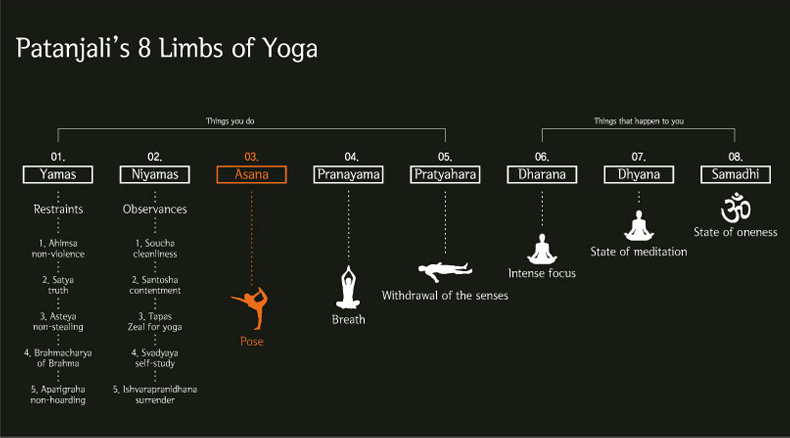 Patanjali's 8 Limbs of Yoga
Things you do
Things that happen to you
01.
Yamas
Restraints
1. Ahimsa
non-violence
2. Satya
truth
3. Asteya
non-stealing
4. Brahmacharya
of Brahma
5. Aparigraha
non-hoarding
02.
Niyamas
Observances
1. Soucha
cleanliness
2. Santosha
contentment
3. Tapas
Zeal for yoga
4. Svadyaya
self-study
5. Ishvarapranidhana
surrender
03.
Asana
Pose
04.
Pranayama
Breath
05.
Pratyahara
Withdrawal of the senses
06.
Dharana
Intense focus
07.
Dhyana
State of meditation
08.
Samadhi
ॐ
State of oneness